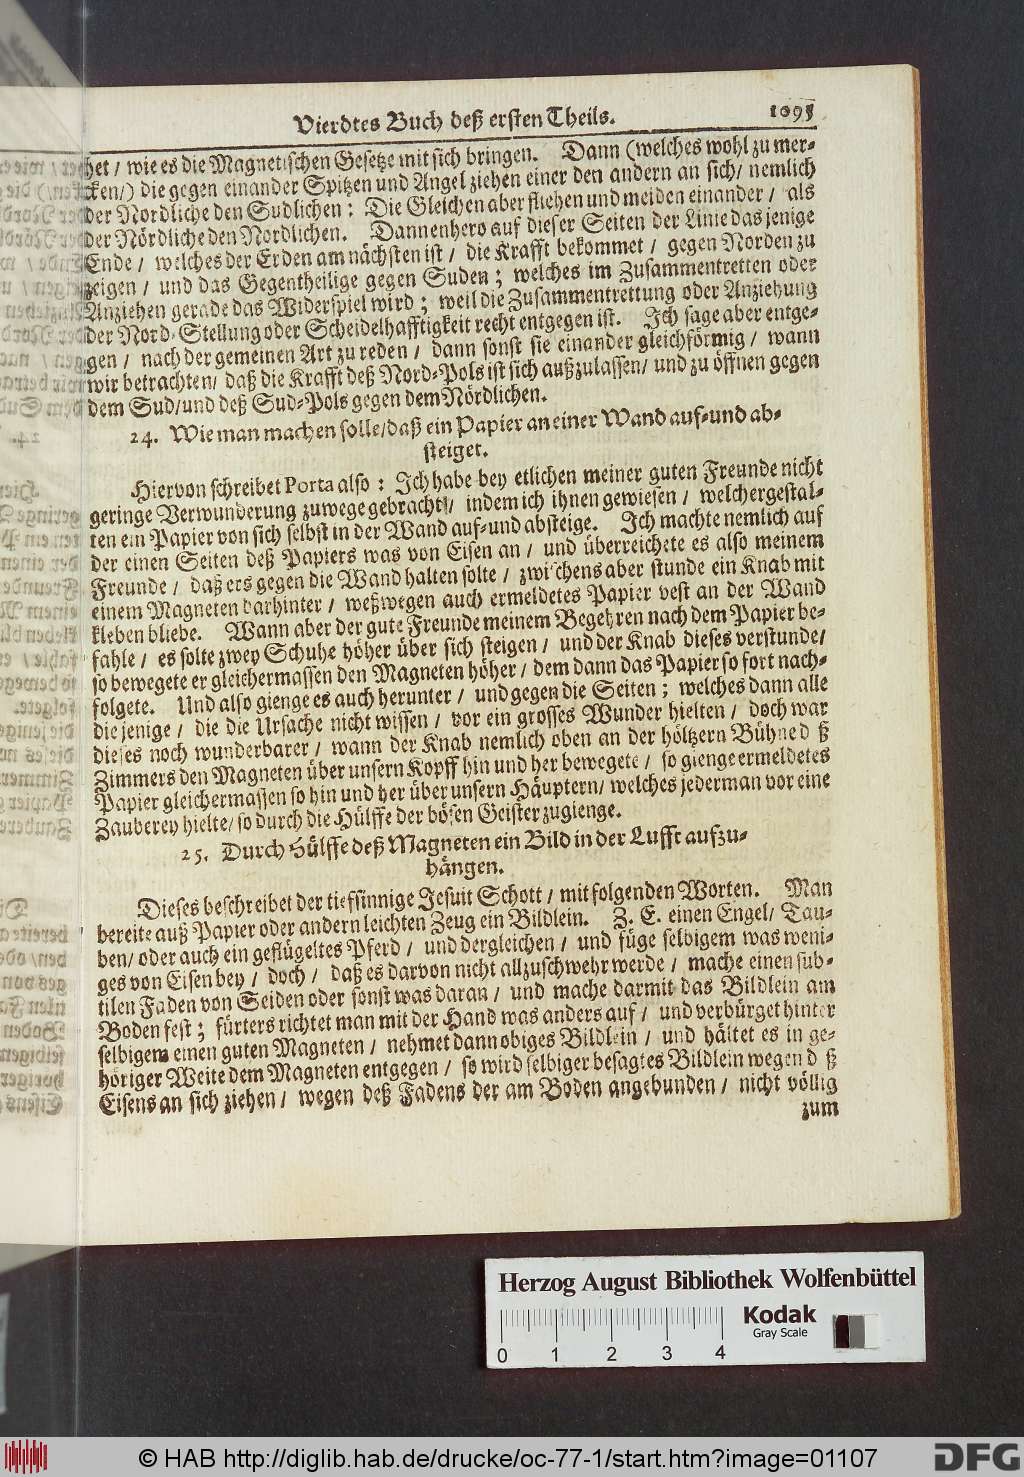 Vierdtes Buch deß ersten Theils. 1093
het / wie es die Magnetischen Gesetze mit sich bringen. Dann (welches wohl zu mer-
cken/) die gegen einander Spitzen und Angel ziehen einer den andern an sich/ nemlich
der Nordliche den Sudlichen: Die Gleichen aber fliehen und meiden einander / als
der Nördliche den Nordlichen. Dannenhero auf dieser Seiten der Linie das jenige
Ende / welches der Erden am nächsten ist / die Krafft bekommet / gegen Norden zu
zeigen / und das Gegentheilige gegen Suden; welches im Zusammentretten oder
Anziehen gerade das Widerspiel wird; weil die Zusammentrettung oder Anziehung
der Nord-Stellung oder Scheidelhafftigkeit recht entgegen ist. Ich sage aber entge-
gen / nach der gemeinen Art zu reden / dann sonst sie einander gleichförmig / wann
wir betrachten/ daß die Krafft deß Nord-Pols ist sich außzulassen/ und zu öffnen gegen
dem Sud/und deß Sud-Pols gegen dem Nördlichen.
24. Wie man machen solle/daß ein Papier an einer Wand auf-und ab-
steiget.
Hiervon schreibet Porta also: Ich habe bey etlichen meiner guten Freunde nicht
geringe Verwunderung zuwege gebracht/ indem ich ihnen gewiesen / welchergestal-
ten ein Papier von sich selbst in der Wand auf-und absteige. Ich machte nemlich auf
der einen Seiten deß Papiers was von Eisen an / und überreichete es also meinem
Freunde / daß ers gegen die Wand halten solte / zwischens aber stunde ein Knab mit
einem Magneten darhinter / weßwegen auch ermeldetes Papier vest an der Wand
kleben bliebe. Wann aber der gute Freunde meinem Begehren nach dem Papier be-
fahle / es solte zwey Schuhe höher über sich steigen / und der Knab dieses verstunde/
so bewegete er gleichermassen den Magneten höher / dem dann das Papier so fort nach-
folgete. Und also gienge es auch herunter / und gegen die Seiten; welches dann alle
die jenige / die die Ursache nicht wissen / vor ein grosses Wunder hielten / doch war
dieses noch wunderbarer / wann der Knab nemlich oben an der höltzern Bühne d ß
Zimmers den Magneten über unsern Kopff hin und her bewegete / so gienge ermeldetes
Papier gleichermassen so hin und her über unsern Häuptern/ welches jederman vor eine
Zauberey hielte/ so durch die Hülffe der bösen Geister zugienge.
25. Durch Hülffe deß Magneten ein Bild in der Lufft aufzu-
hängen.
Dieses beschreibet der tiefsinnige Jesuit Schott / mit folgenden Worten. Man
bereite auß Papier oder andern leichten Zeug ein Bildlein. Z. E. einen Engel/ Tau-
ben/ oder auch ein geflügeltes Pferd / und dergleichen / und füge selbigem was weni-
ges von Eisen bey / doch / daß es darvon nicht allzuschwehr werde / mache einen sub-
tilen Faden von Seiden oder sonst was daran / und mache darmit das Bildlein am
Boden fest; fürters richtet man mit der Hand was anders auf / und verbürget hinter
selbigem einen guten Magneten / nehmet dann obiges Bildlein / und hältet es in ge-
höriger Weite dem Magneten entgegen / so wird selbiger besagtes Bildlein wegen d ß
Eisens an sich ziehen / wegen deß Fadens der am Boden angebunden / nicht völlig
zum
Herzog August Bibliothek Wolfenbüttel
Kodak
Gray Scale
0 1 2 3 4
© HAB http://diglib.hab.de/drucke/oc-77-1/start.htm?image=01107
DFG